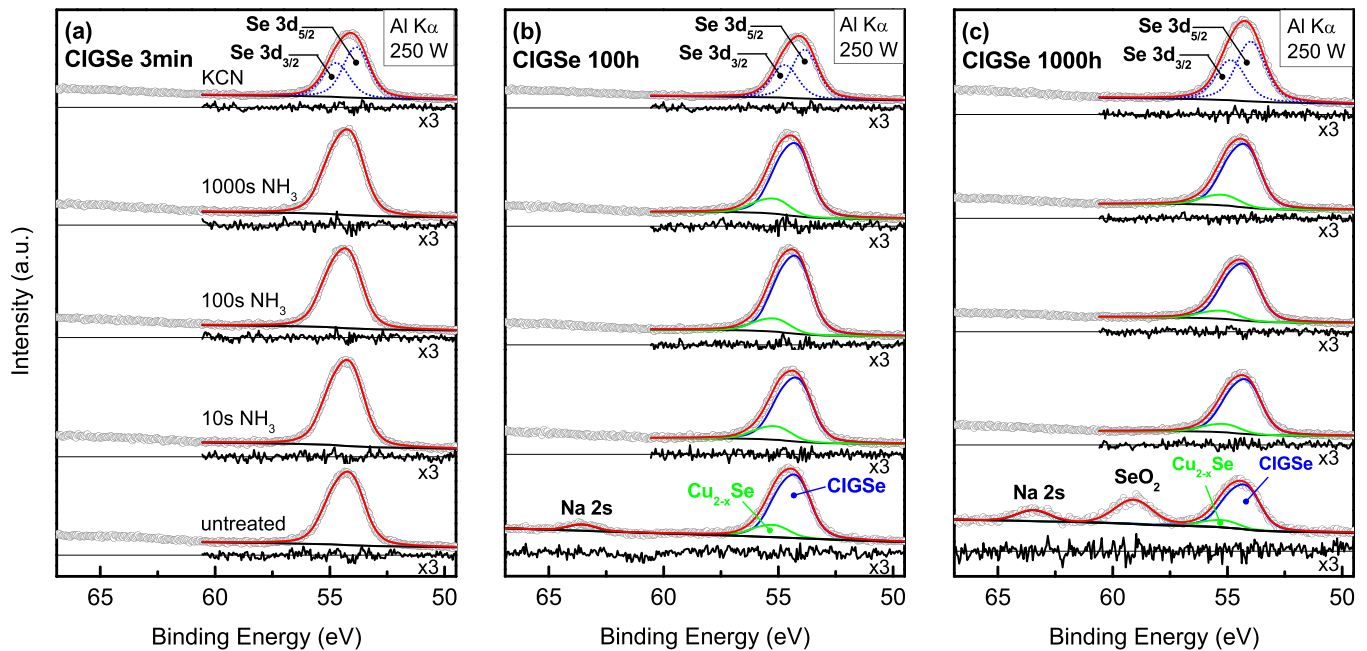 Intensity (a.u.)
(a)
CIGSe 3min
Se 3d5/2
Se 3d3/2
Al Kα
250 W
KCN
x3
1000s NH3
x3
100s NH3
x3
10s NH3
x3
untreated
x3
65 60 55 50
Binding Energy (eV)
(b)
CIGSe 100h
Se 3d5/2
Se 3d3/2
Al Kα
250 W
x3
x3
x3
x3
Na 2s
Cu2-xSe
CIGSe
x3
65 60 55 50
Binding Energy (eV)
(c)
CIGSe 1000h
Se 3d5/2
Se 3d3/2
Al Kα
250 W
x3
x3
x3
x3
Na 2s
SeO2
Cu2-xSe
CIGSe
x3
65 60 55 50
Binding Energy (eV)